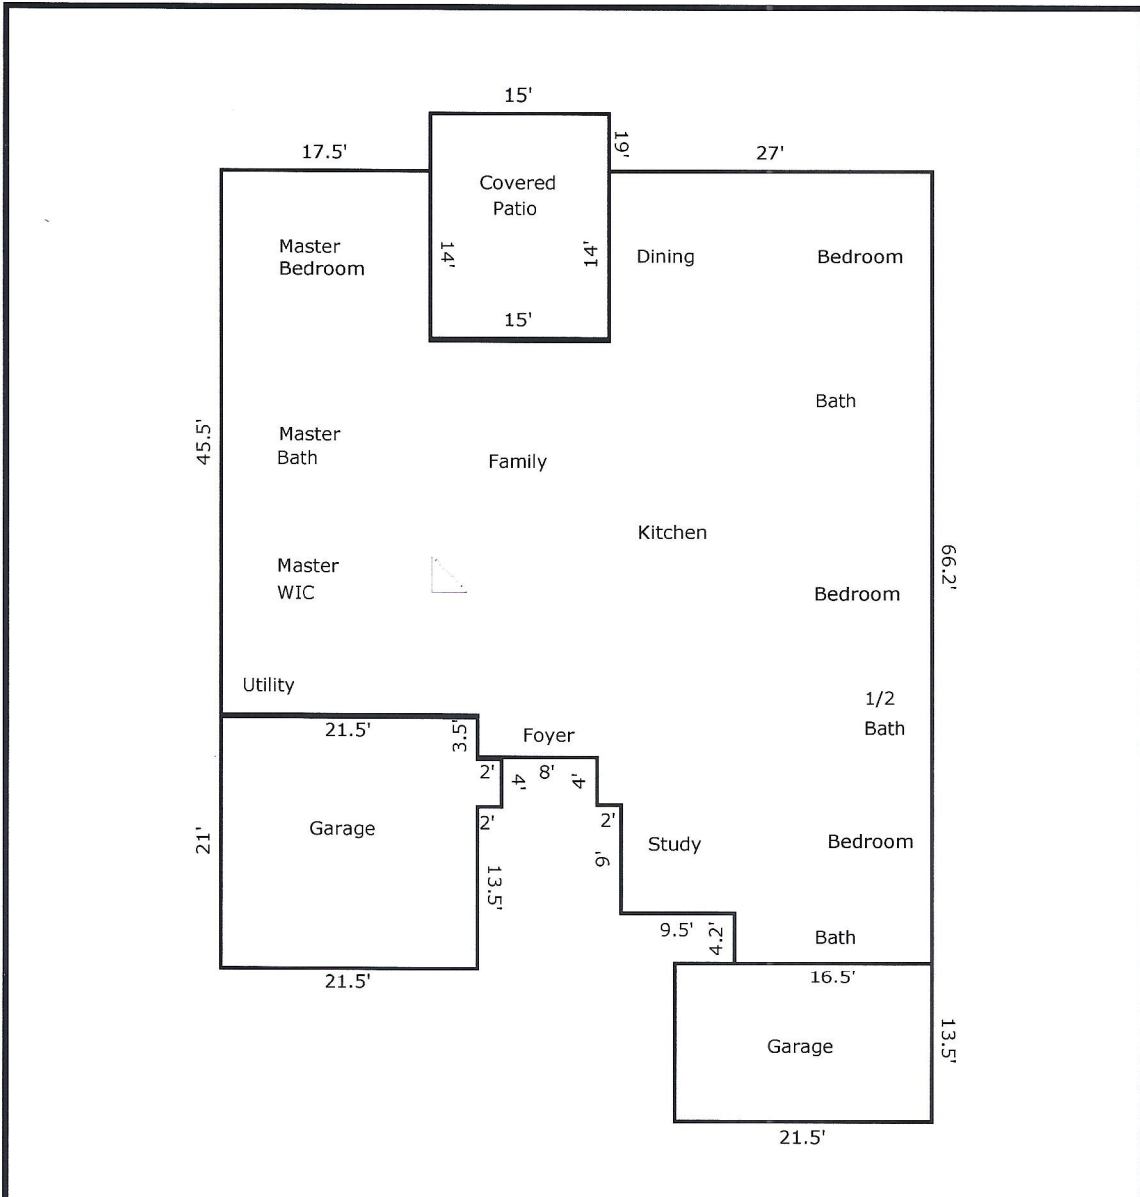 15'
17.5'
19'
27'
Covered
Patio
Master
Bedroom
14'
14'
Dining
Bedroom
15'
Bath
45.5'
Master
Bath
Family
Kitchen
66.2'
Master
WIC
Bedroom
Utility
1/2
Bath
21.5'
3.5'
Foyer
2'
4'
8'
4'
21'
Garage
2'
2'
Study
Bedroom
9'
13.5'
9.5'
4.2'
Bath
21.5'
16.5'
Garage
13.5'
21.5'